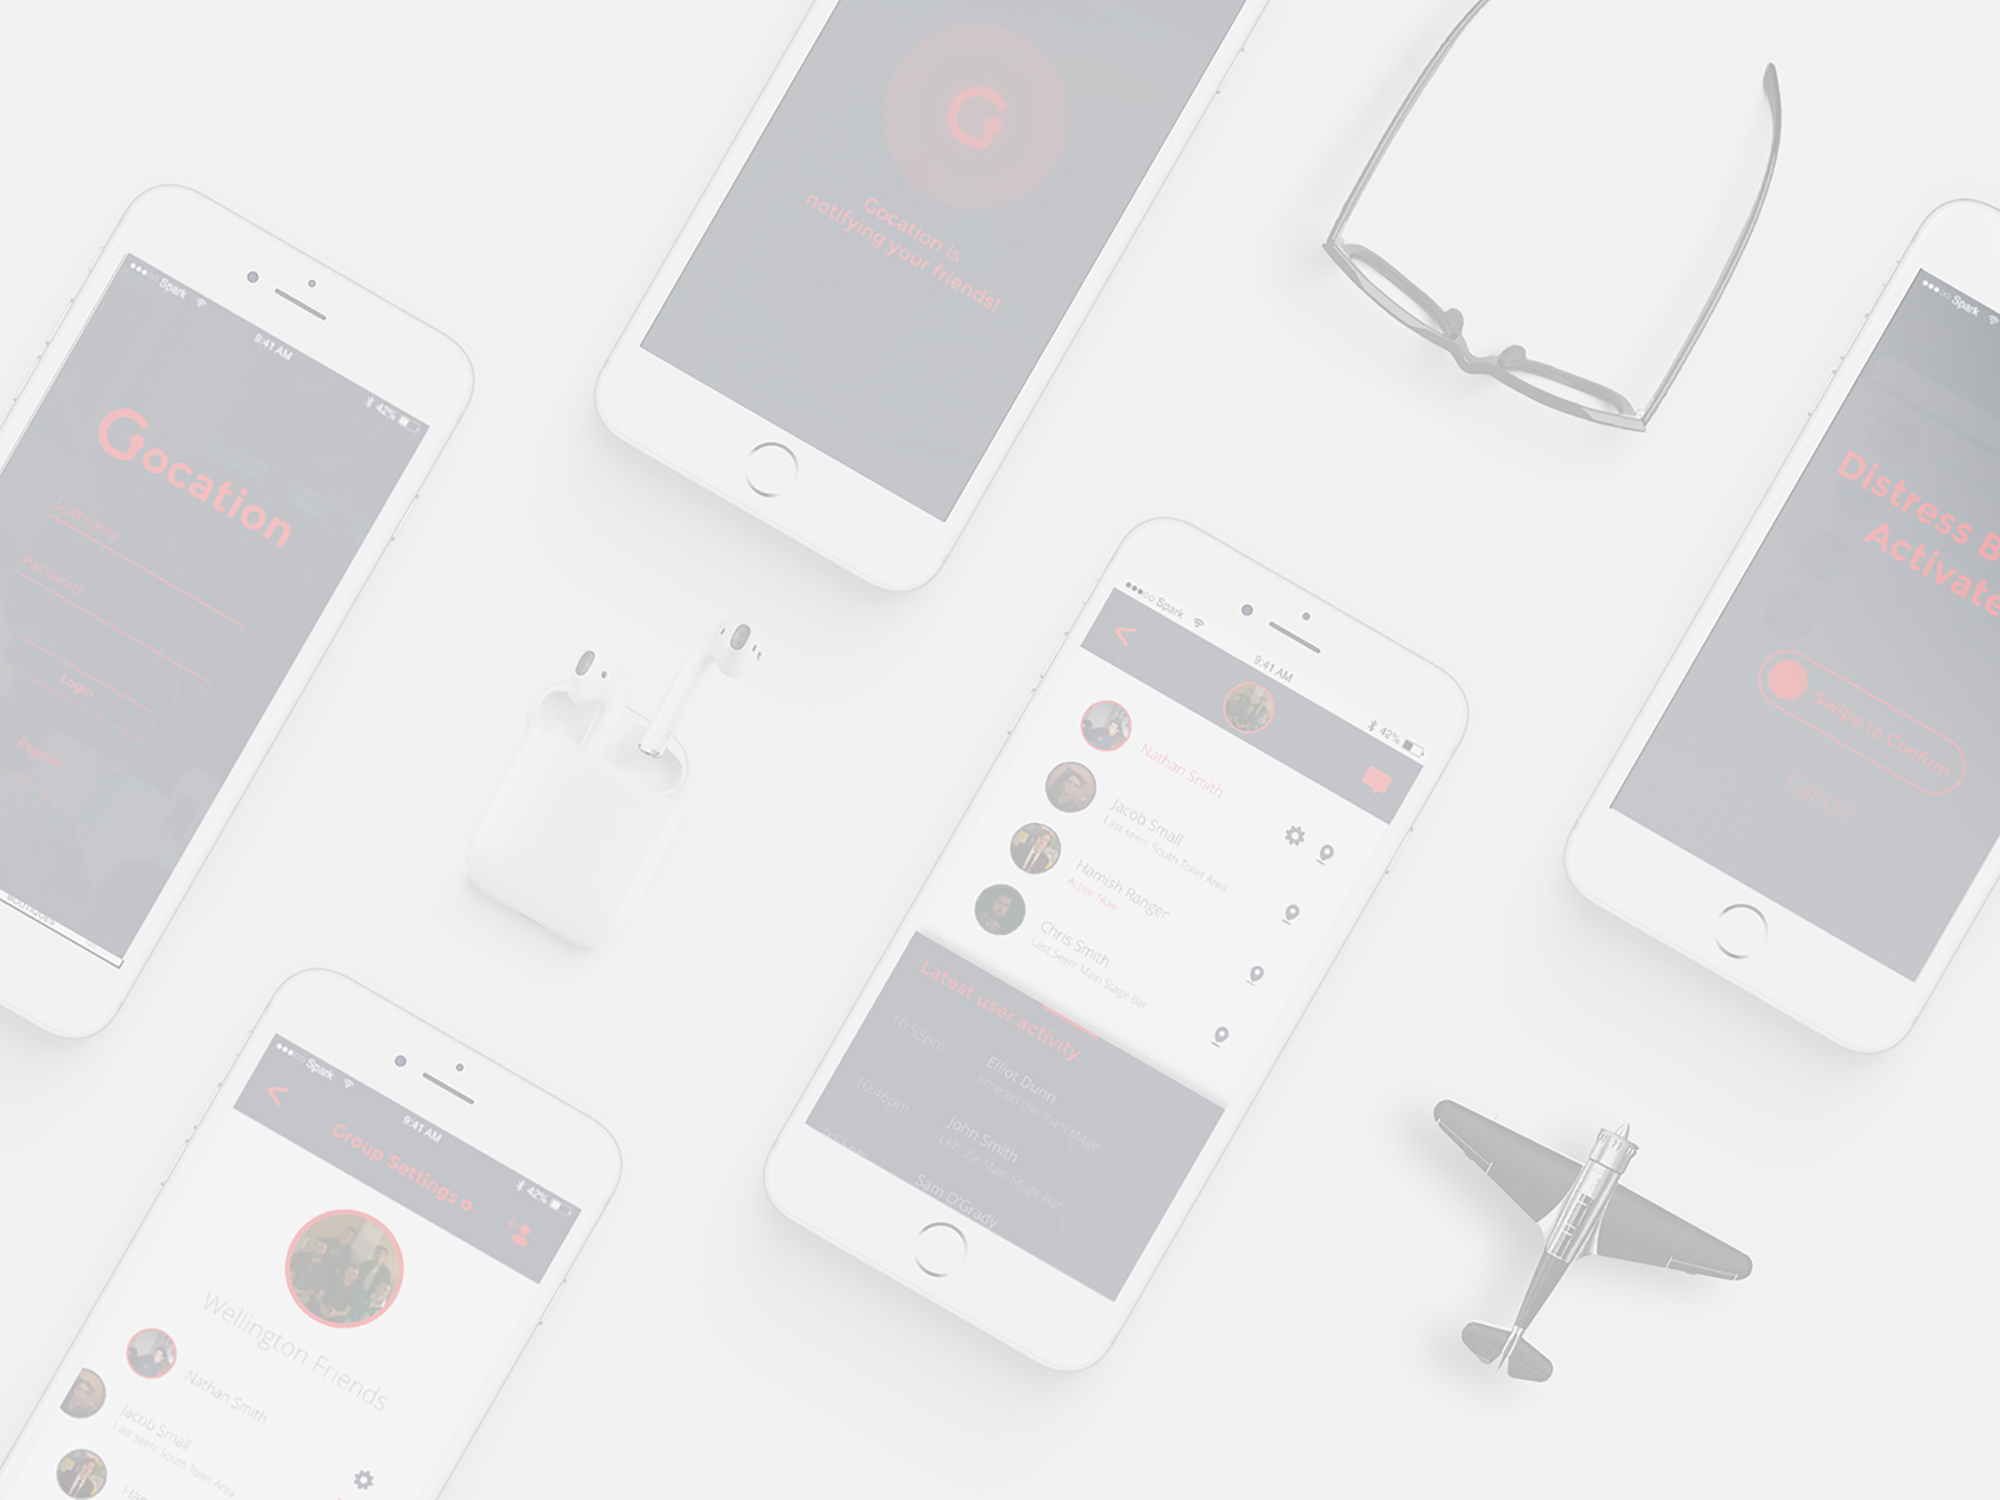 Gocation is
notifying your friends!
Spark
9:41 AM
42%
Gocation
Username
Password
Login
Register
Spark
Distress B
Activate
Swipe to Confirm
Cancel
Spark
9:41 AM
42%
Nathan Smith
Jacob Small
Last seen: South Toilet Area
Hamish Ranger
Active Now
Chris Smith
Last Seen: Main Stage Bar
Latest user activity
10:53pm
Elliot Dunn
Entered the main stage
10:46pm
John Smith
Left the Main Stage Bar
Sam O'Grady
Spark
9:41 AM
42%
Group Settings
Wellington Friends
Nathan Smith
Jacob Small
Last seen: South Toilet Area